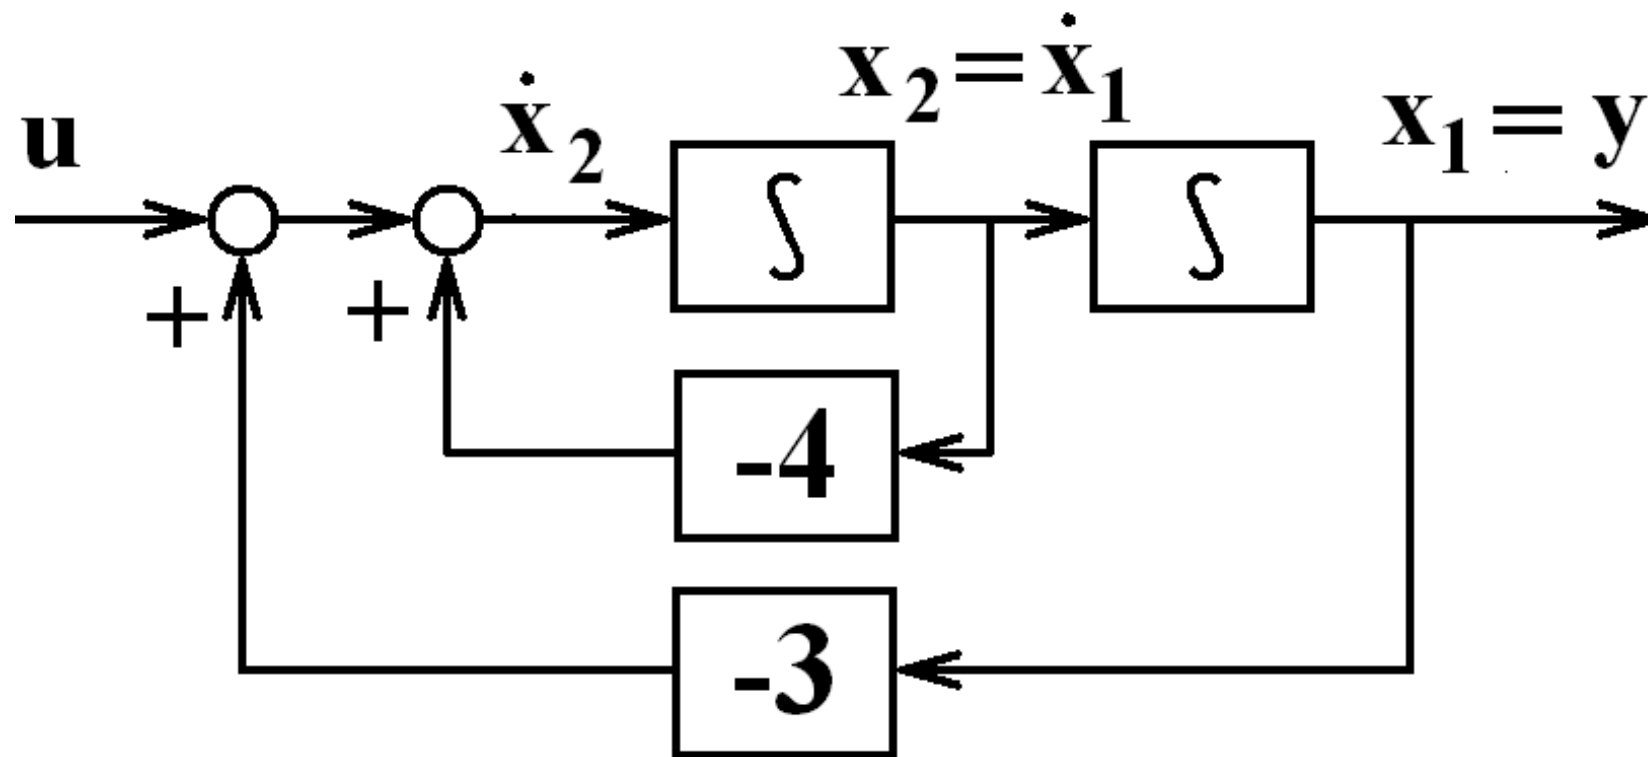 u
ẋ₂
x₂ = ẋ₁
x₁ = y
∫
∫
+
+
-4
-3